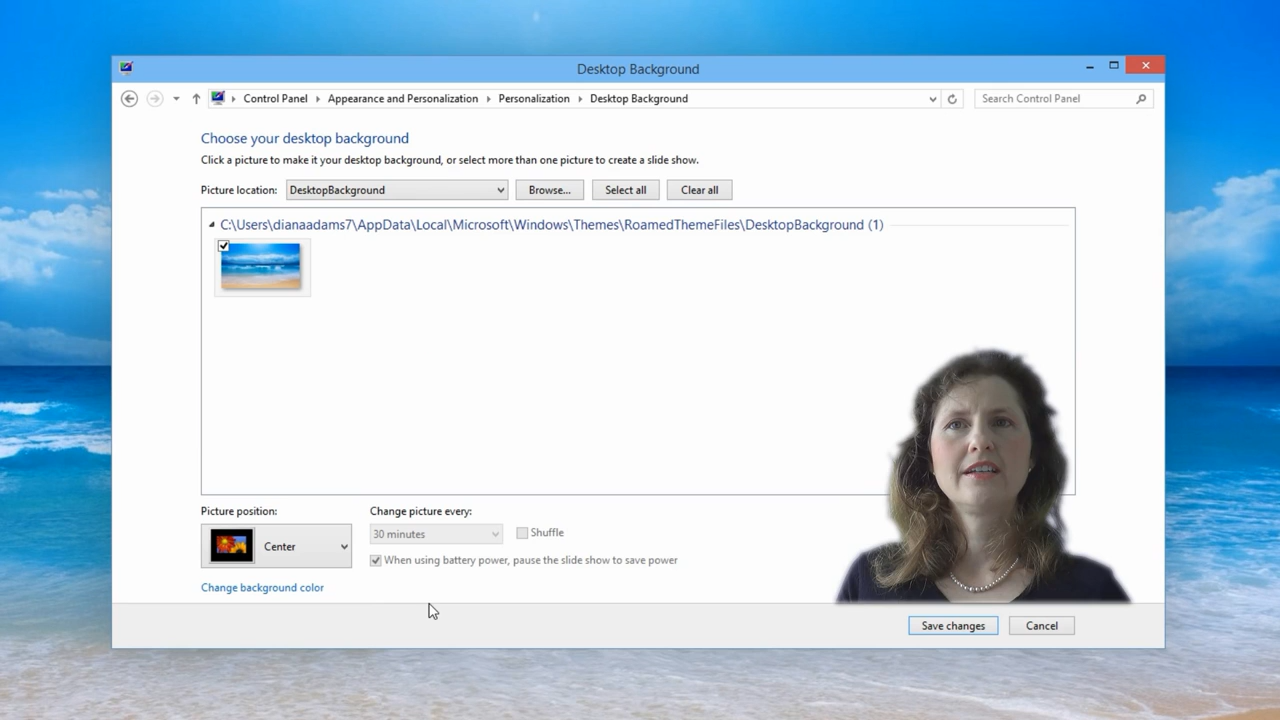 Desktop Background
Control Panel Appearance and Personalization Personalization Desktop Background
Search Control Panel
Choose your desktop background
Click a picture to make it your desktop background, or select more than one picture to create a slide show.
Picture location: DesktopBackground Browse... Select all Clear all
C:\Users\dianaadams7\AppData\Local\Microsoft\Windows\Themes\RoamedThemeFiles\DesktopBackground (1)
Picture position: Change picture every:
Center 30 minutes Shuffle
When using battery power, pause the slide show to save power
Change background color
Save changes Cancel